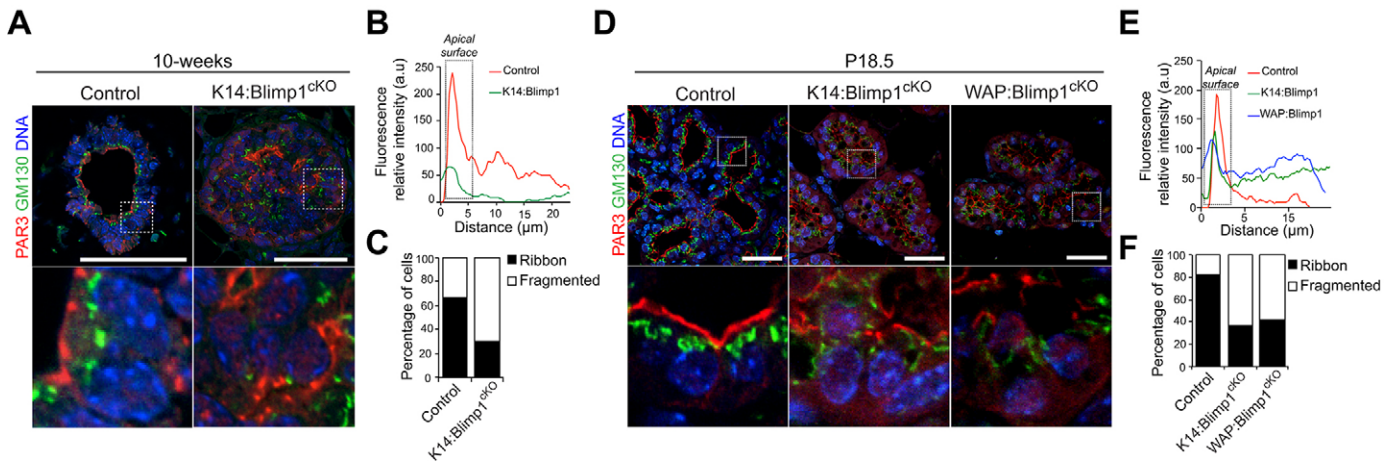 A
10-weeks
Control
K14:Blimp1cKO
PAR3 GM130 DNA
B
Apical
surface
Fluorescence
relative intensity (a.u)
250
200
150
100
50
0
Control
K14:Blimp1
0 5 10 15 20
Distance (µm)
C
Percentage of cells
100
80
60
40
20
0
Ribbon
Fragmented
Control
K14:Blimp1cKO
D
P18.5
Control
K14:Blimp1cKO
WAP:Blimp1cKO
PAR3 GM130 DNA
E
Apical
surface
Fluorescence
relative intensity (a.u)
250
200
150
100
50
0
Control
K14:Blimp1
WAP:Blimp1
0 5 15
Distance (µm)
F
Percentage of cells
100
80
60
40
20
0
Ribbon
Fragmented
Control
K14:Blimp1cKO
WAP:Blimp1cKO